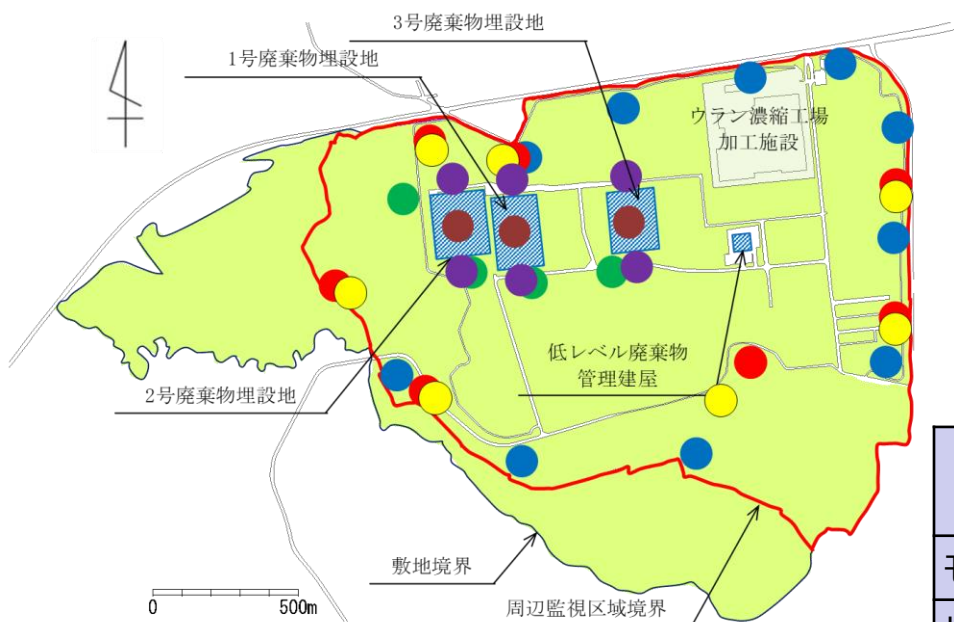 3号廃棄物埋設地
1号廃棄物埋設地
ウラン濃縮工場
加工施設
低レベル廃棄物
管理建屋
2号廃棄物埋設地
敷地境界
周辺監視区域境界
0 500m